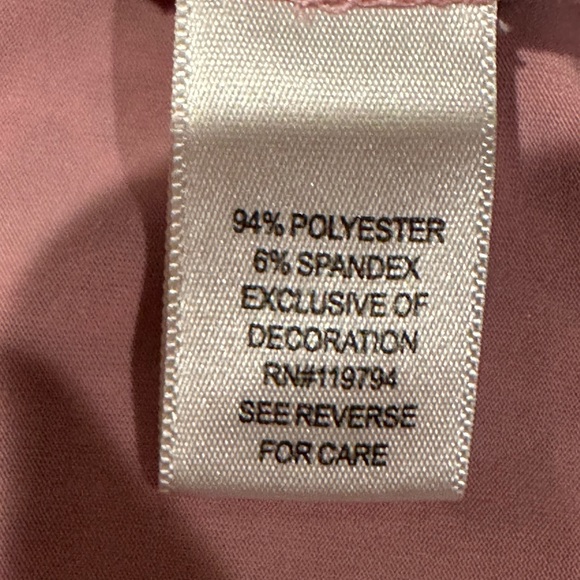 94% POLYESTER
6% SPANDEX
EXCLUSIVE OF
DECORATION
RN#119794
SEE REVERSE
FOR CARE